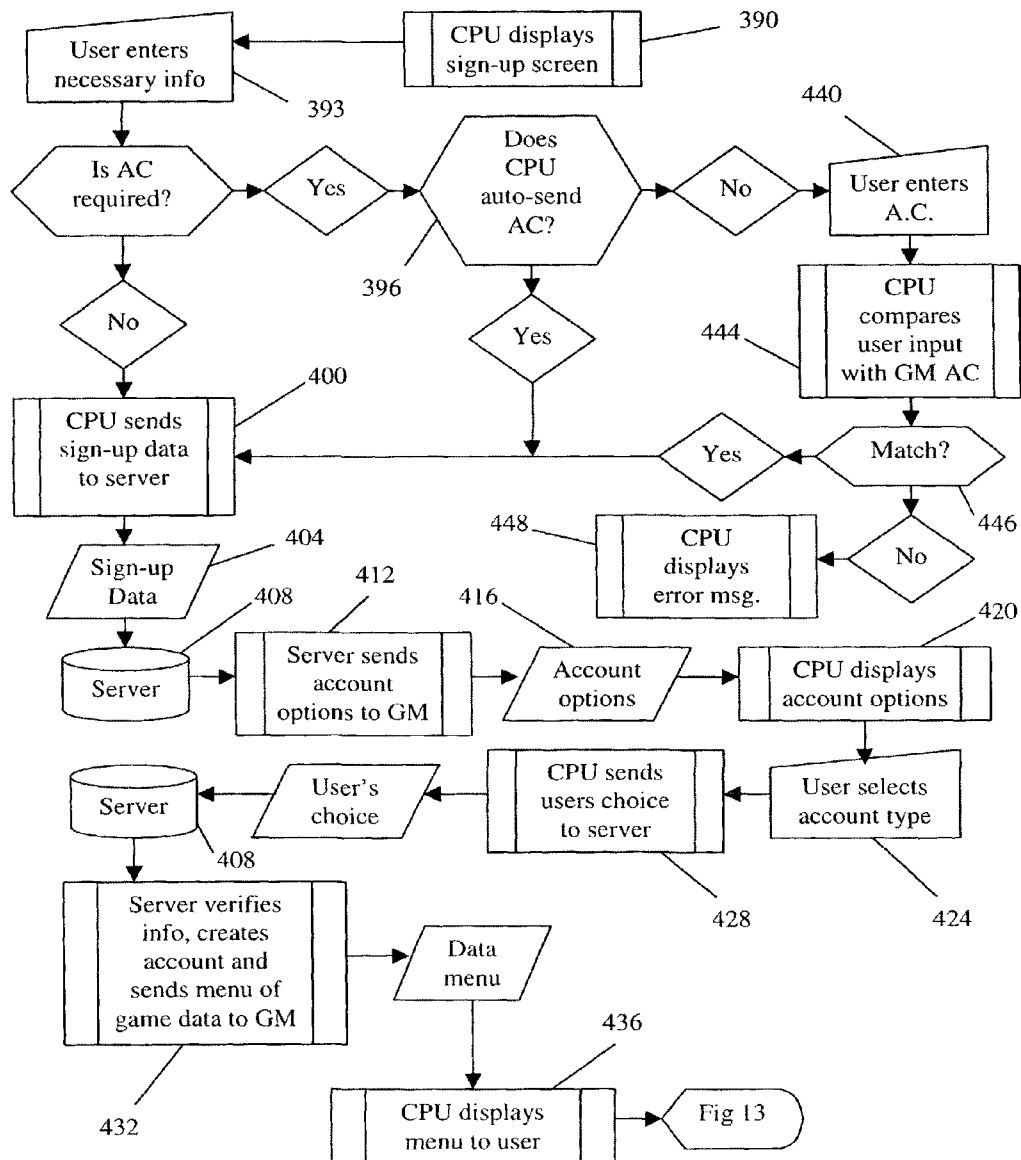 CPU displays
sign-up screen
390
User enters
necessary info
393
Is AC
required?
Yes
Does
CPU
auto-send
AC?
396
No
440
User enters
A.C.
No
Yes
444
CPU
compares
user input
with GM AC
400
CPU sends
sign-up data
to server
Yes
Match?
446
448
CPU
displays
error msg.
No
404
Sign-up
Data
408
Server
412
Server sends
account
options to GM
416
Account
options
420
CPU displays
account options
User selects
account type
424
CPU sends
users choice
to server
428
User's
choice
Server
408
Server verifies
info, creates
account and
sends menu of
game data to GM
432
Data
menu
436
CPU displays
menu to user
Fig 13